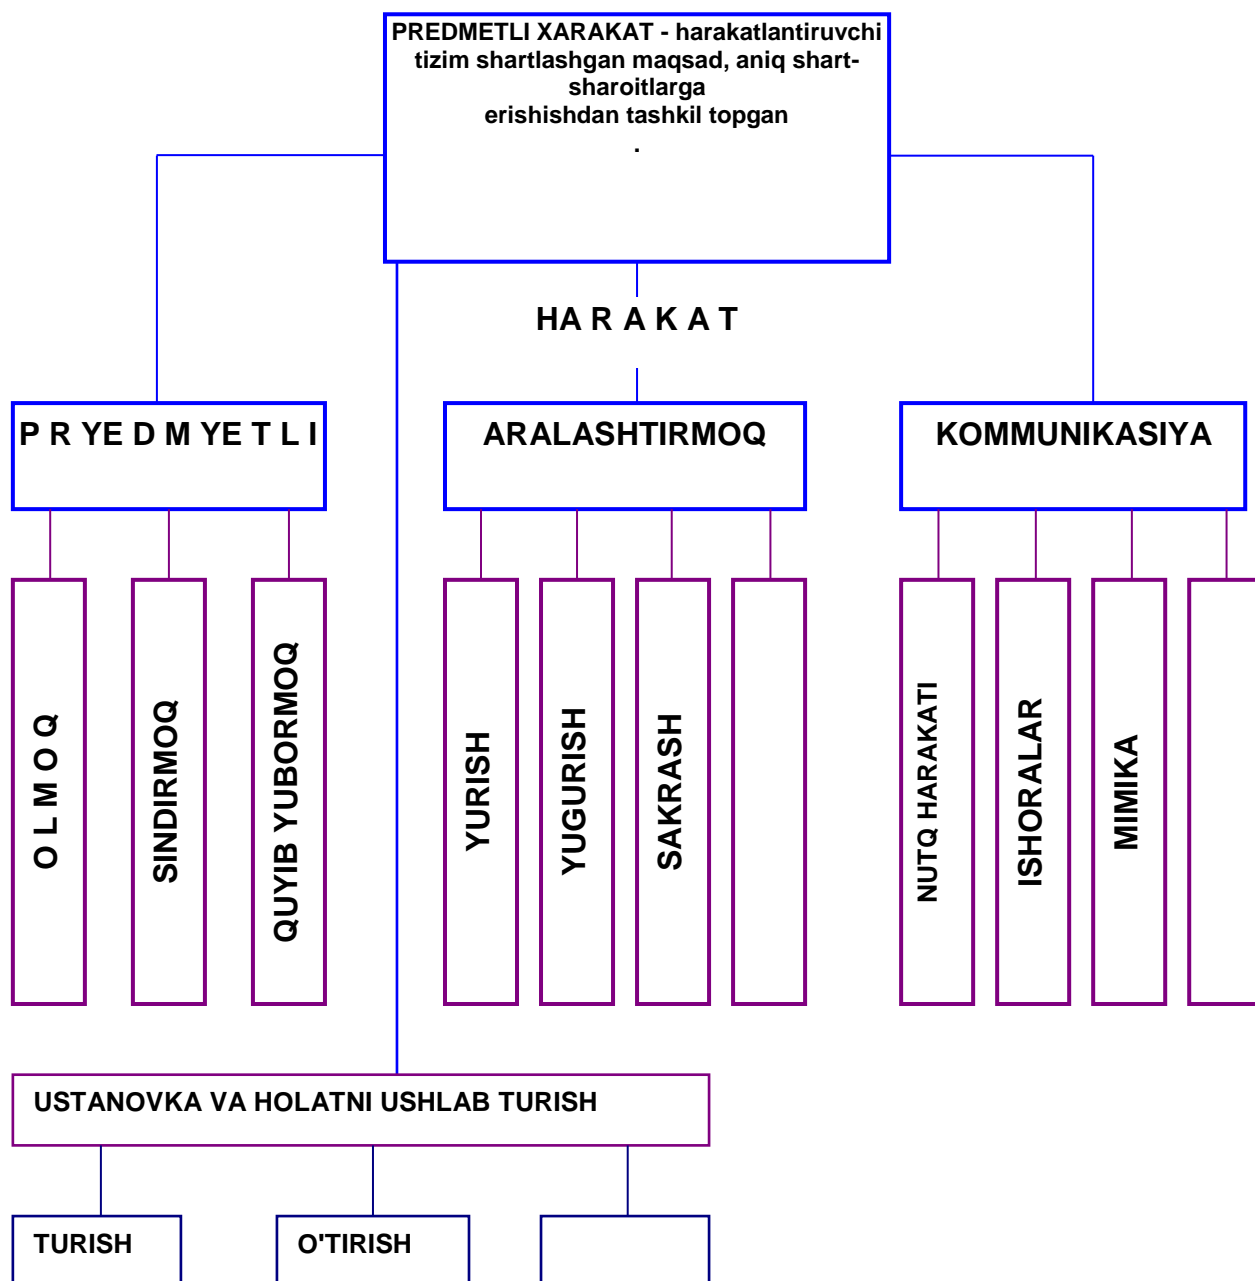 PREDMETLI XARAKAT - harakatlantiruvchi
tizim shartlashgan maqsad, aniq shart-
sharoitlarga
erishishdan tashkil topgan
.
HA R A K A T
P R YE D M YE T L I
ARALASHTIRMOQ
KOMMUNIKASIYA
O L M O Q
SINDIRMOQ
QUYIB YUBORMOQ
YURISH
YUGURISH
SAKRASH
NUTQ HARAKATI
ISHORALAR
MIMIKA
USTANOVKA VA HOLATNI USHLAB TURISH
TURISH
O'TIRISH